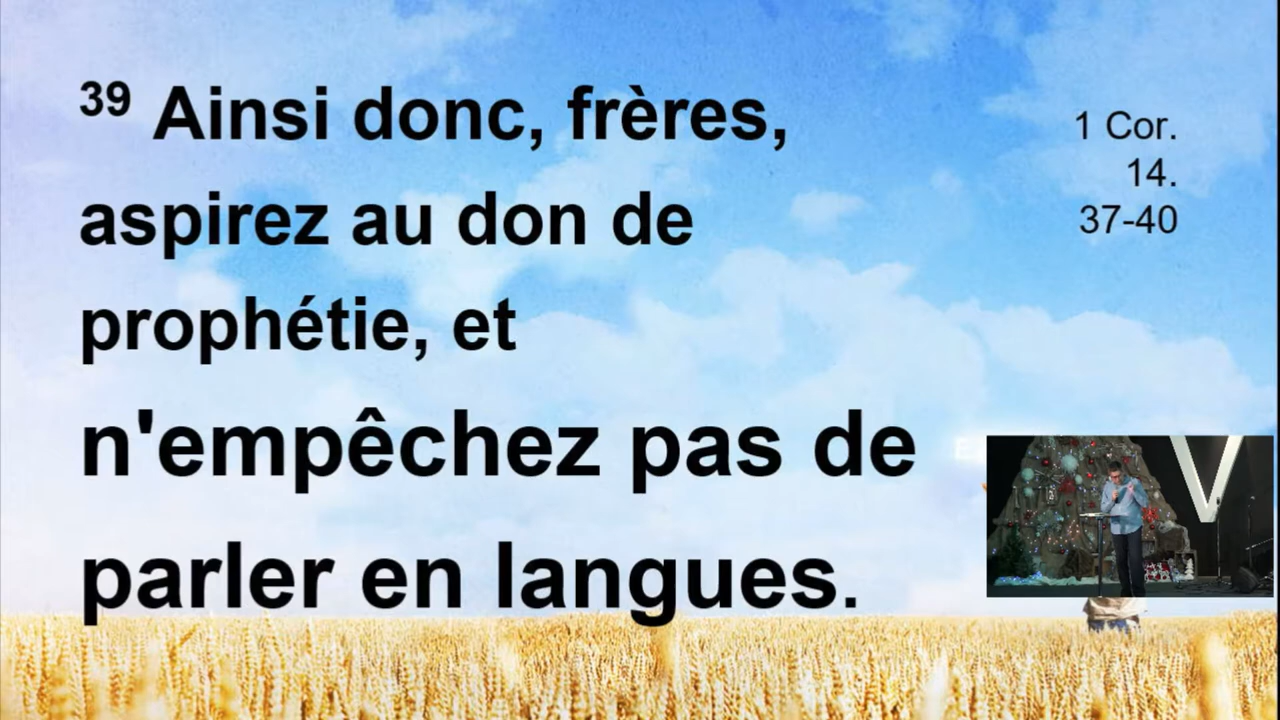 39 Ainsi donc, frères,
aspirez au don de
prophétie, et
n'empêchez pas de
parler en langues.
1 Cor.
14.
37-40
V